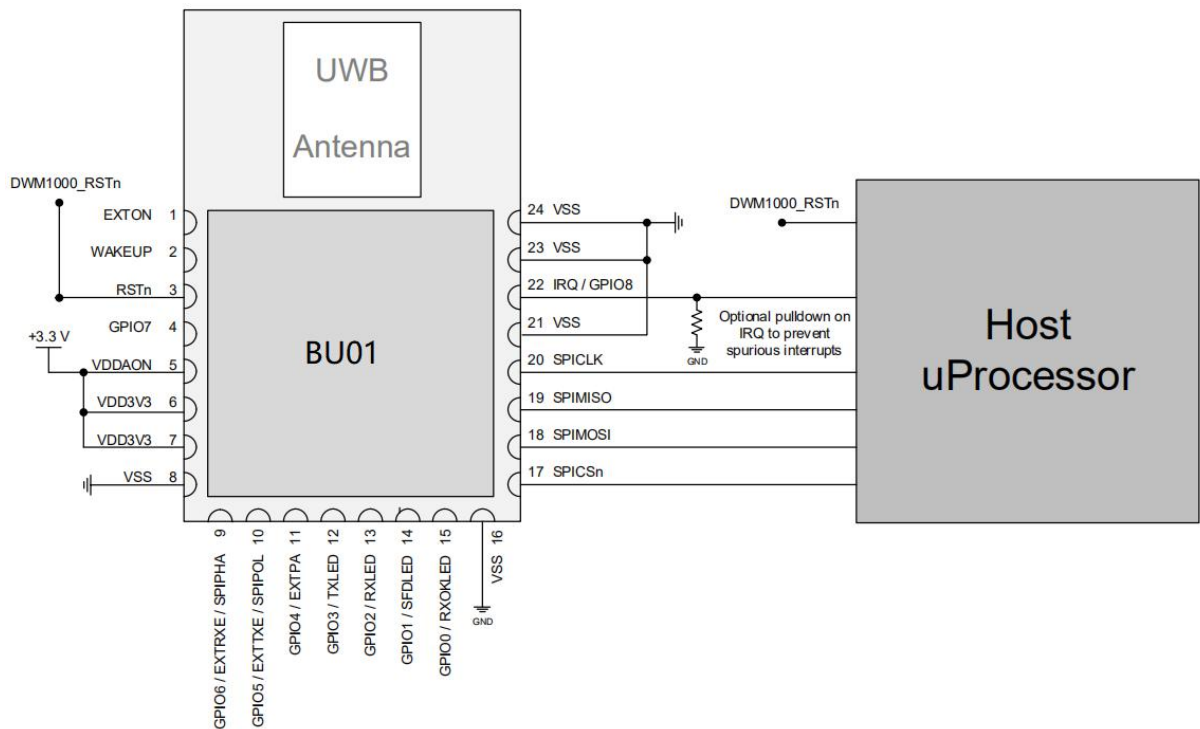 UWB
Antenna
DWM1000_RSTn
EXTON 1
WAKEUP 2
RSTn 3
GPIO7 4
+3.3 V
VDDAON 5
VDD3V3 6
VDD3V3 7
VSS 8
BU01
GPIO6 / EXTRXE / SPIPHA 9
GPIO5 / EXTTXE / SPIPOL 10
GPIO4 / EXTPA 11
GPIO3 / TXLED 12
GPIO2 / RXLED 13
GPIO1 / SFDLED 14
GPIO0 / RXOKLED 15
VSS 16
GND
24 VSS
23 VSS
22 IRQ / GPIO8
21 VSS
20 SPICLK
19 SPIMISO
18 SPIMOSI
17 SPICSn
DWM1000_RSTn
Optional pulldown on
IRQ to prevent
spurious interrupts
GND
Host
uProcessor